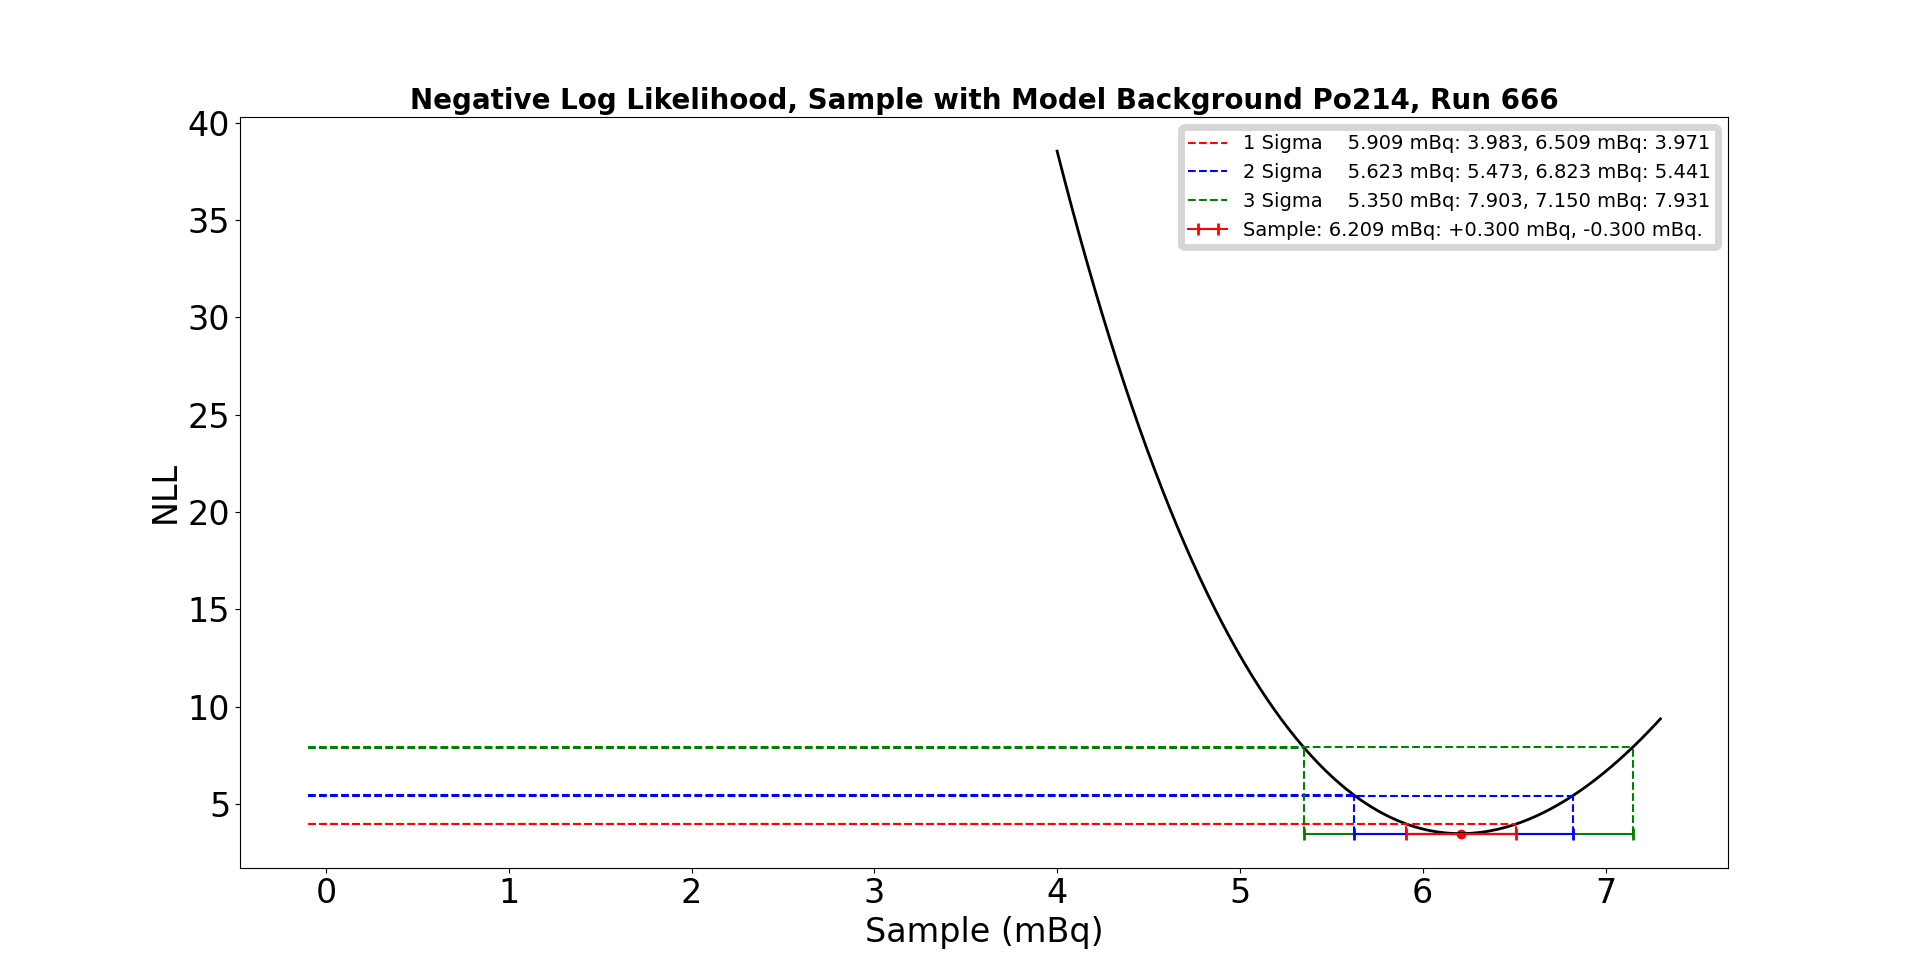 Negative Log Likelihood, Sample with Model Background Po214, Run 666
40
35
30
25
20
15
10
5
NLL
1 Sigma    5.909 mBq: 3.983, 6.509 mBq: 3.971
2 Sigma    5.623 mBq: 5.473, 6.823 mBq: 5.441
3 Sigma    5.350 mBq: 7.903, 7.150 mBq: 7.931
Sample: 6.209 mBq: +0.300 mBq, -0.300 mBq.
0 1 2 3 4 5 6 7
Sample (mBq)